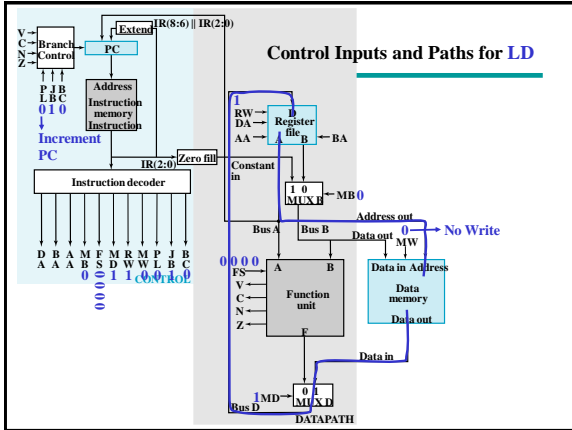 Control Inputs and Paths for LD
IR(8:6) || IR(2:0)
Extend
V
C
N
Z
Branch
Control
PC
P J B
L B C
0 1 0
Increment
PC
Address
Instruction
memory
Instruction
1
RW
DA
AA
D
Register
file
A B
BA
IR(2:0)
Zero fill
Constant
in
1 0
MUX B
MB 0
Instruction decoder
Bus A
Bus B
Address out
Data out
0
MW
No Write
D B A M F M R M P J B
A A A B S D W W L B C
0 0 1 1 0 0 1 0
0
0
0
CONTROL
0 0 0 0
FS
V
C
N
Z
A B
Function
unit
F
Data in Address
Data
memory
Data out
Data in
1 MD
0 1
MUX D
Bus D
DATAPATH